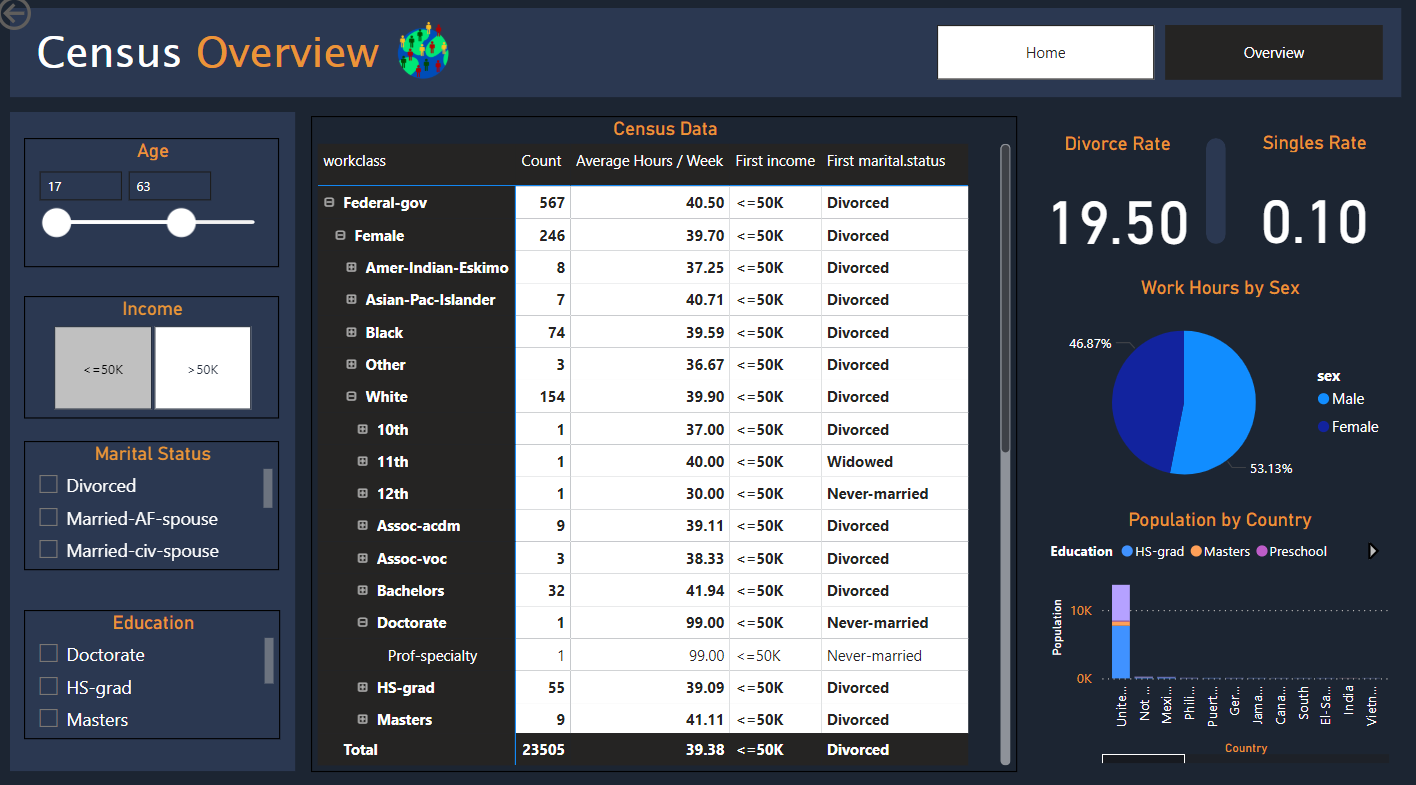 Census Overview
Home
Overview
Age
17 63
Income
<=50K >50K
Marital Status
Divorced
Married-AF-spouse
Married-civ-spouse
Education
Doctorate
HS-grad
Masters
Census Data
workclass Count Average Hours / Week First income First marital.status
Federal-gov 567 40.50 <=50K Divorced
Female 246 39.70 <=50K Divorced
Amer-Indian-Eskimo 8 37.25 <=50K Divorced
Asian-Pac-Islander 7 40.71 <=50K Divorced
Black 74 39.59 <=50K Divorced
Other 3 36.67 <=50K Divorced
White 154 39.90 <=50K Divorced
10th 1 37.00 <=50K Divorced
11th 1 40.00 <=50K Widowed
12th 1 30.00 <=50K Never-married
Assoc-acdm 9 39.11 <=50K Divorced
Assoc-voc 3 38.33 <=50K Divorced
Bachelors 32 41.94 <=50K Divorced
Doctorate 1 99.00 <=50K Never-married
Prof-specialty 1 99.00 <=50K Never-married
HS-grad 55 39.09 <=50K Divorced
Masters 9 41.11 <=50K Divorced
Total 23505 39.38 <=50K Divorced
Divorce Rate
19.50
Singles Rate
0.10
Work Hours by Sex
46.87%
53.13%
sex
Male
Female
Population by Country
Education HS-grad Masters Preschool
Population
10K
0K
Unite...
Not ...
Mexi...
Phili...
Puert...
Ger...
Jama...
Cana...
South
El-Sa...
India
Vietn...
Country